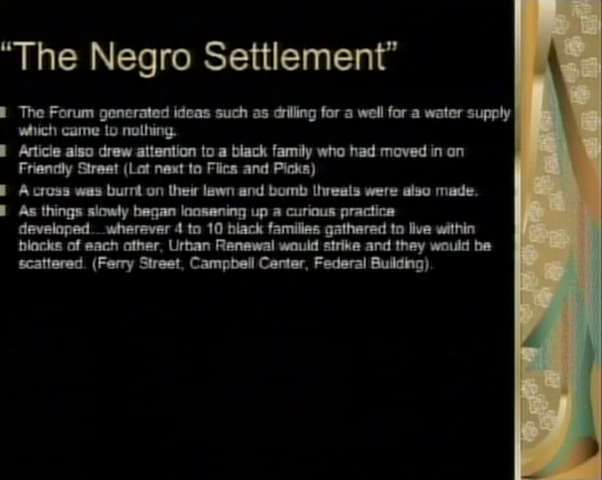 “The Negro Settlement”
The Forum generated ideas such as drilling for a well for a water supply
which came to nothing.
Article also drew attention to a black family who had moved in on
Friendly Street (Lot next to Flics and Picks)
A cross was burnt on their lawn and bomb threats were also made.
As things slowly began loosening up a curious practice
developed....wherever 4 to 10 black families gathered to live within
blocks of each other, Urban Renewal would strike and they would be
scattered. (Ferry Street, Campbell Center, Federal Building).